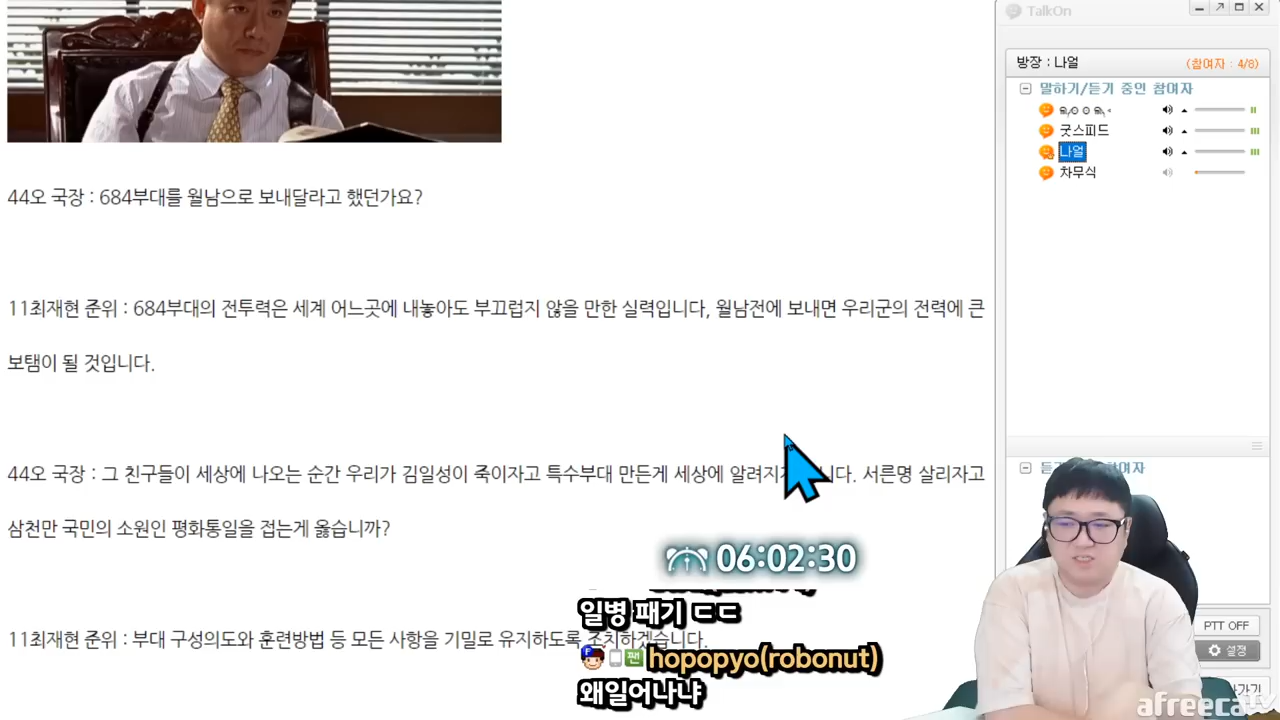 TalkOn
방장 : 나얼
(참여자 : 4/8)
말하기/듣기 중인 참여자
굿스피드
나얼
차무식
44오 국장 : 684부대를 월남으로 보내달라고 했던가요?
11최재현 준위 : 684부대의 전투력은 세계 어느곳에 내놓아도 부끄럽지 않을 만한 실력입니다, 월남전에 보내면 우리군의 전력에 큰
보탬이 될 것입니다.
44오 국장 : 그 친구들이 세상에 나오는 순간 우리가 김일성이 죽이자고 특수부대 만든게 세상에 알려지게 니다. 서른명 살리자고
삼천만 국민의 소원인 평화통일을 접는게 옳습니까?
06:02:30
일병 패기 ㄷㄷ
11최재현 준위 : 부대 구성의도와 훈련방법 등 모든 사항을 기밀로 유지하도록 조치하겠습니다.
팬 hopopyo(robonut)
왜일어나냐
PTT OFF
설정
afreeca